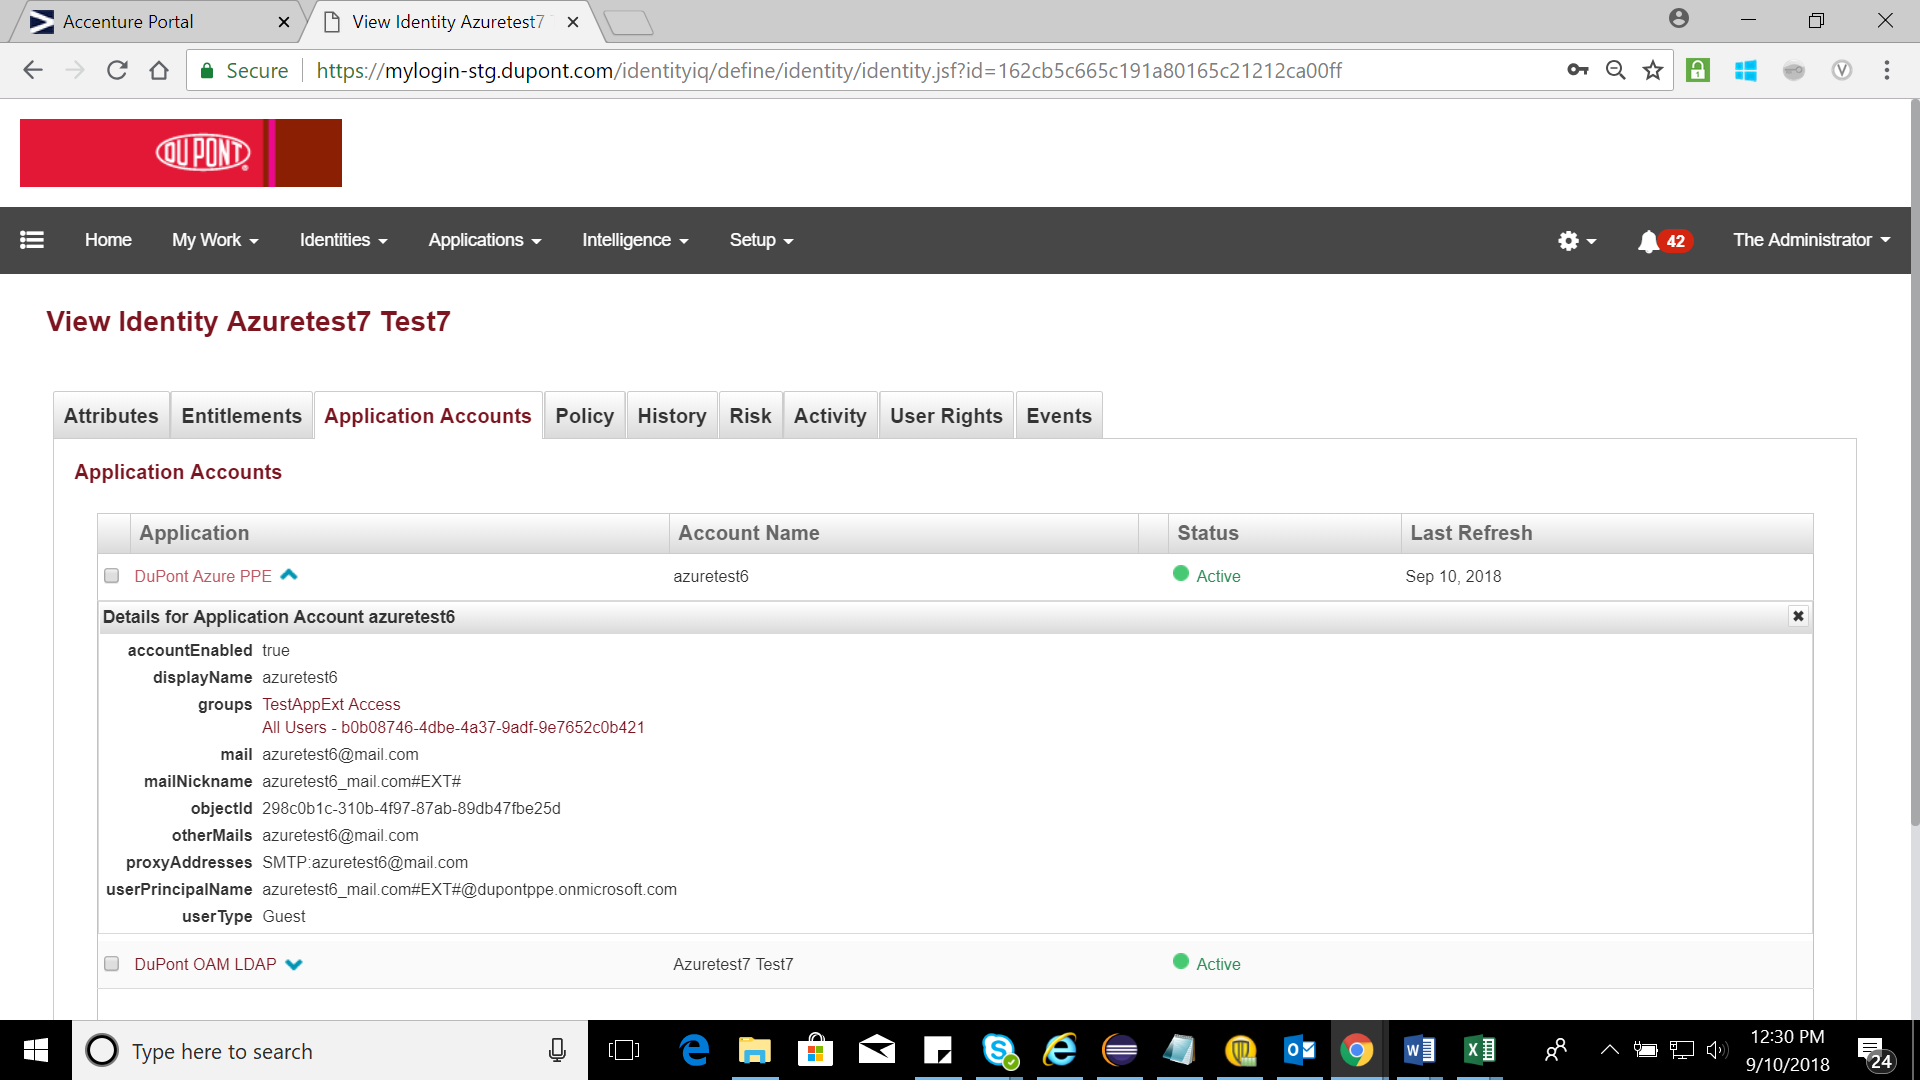 Accenture Portal
View Identity Azuretest7
Secure
https://mylogin-stg.dupont.com/identityiq/define/identity/identity.jsf?id=162cb5c665c191a80165c21212ca00ff
DU PONT
Home My Work Identities Applications Intelligence Setup 42 The Administrator
View Identity Azuretest7 Test7
Attributes Entitlements Application Accounts Policy History Risk Activity User Rights Events
Application Accounts
Application Account Name Status Last Refresh
DuPont Azure PPE azuretest6 Active Sep 10, 2018
Details for Application Account azuretest6
accountEnabled true
displayName azuretest6
groups TestAppExt Access
All Users - b0b08746-4dbe-4a37-9adf-9e7652c0b421
mail azuretest6@mail.com
mailNickname azuretest6_mail.com#EXT#
objectId 298c0b1c-310b-4f97-87ab-89db47fbe25d
otherMails azuretest6@mail.com
proxyAddresses SMTP:azuretest6@mail.com
userPrincipalName azuretest6_mail.com#EXT#@dupontppe.onmicrosoft.com
userType Guest
DuPont OAM LDAP Azuretest7 Test7 Active
Type here to search
12:30 PM
9/10/2018
24